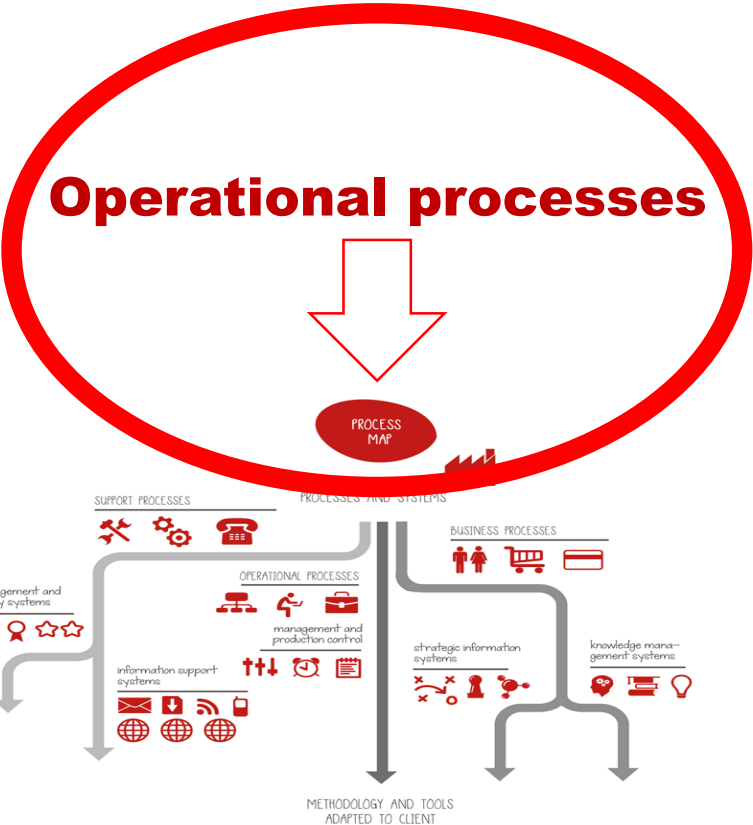 Operational processes
PROCESS
MAP
PROCESSES AND SYSTEMS
SUPPORT PROCESSES
BUSINESS PROCESSES
OPERATIONAL PROCESSES
gement and
y systems
management and
production control
strategic information
systems
knowledge mana-
gement systems
information support
systems
METHODOLOGY AND TOOLS
ADAPTED TO CLIENT